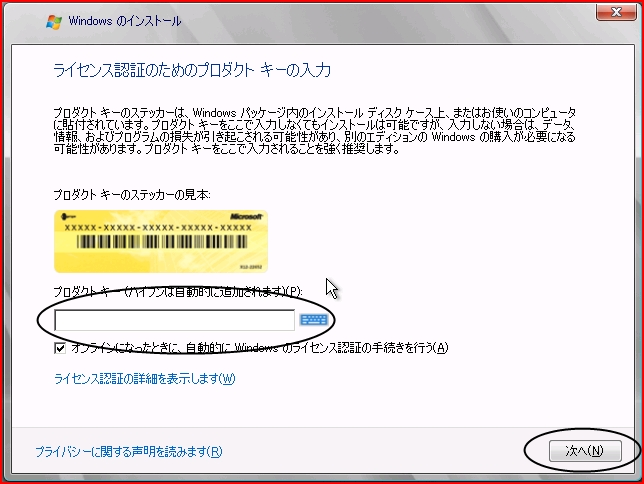 Windows のインストール
ライセンス認証のためのプロダクト キーの入力
プロダクト キーのステッカーは、Windows パッケージ内のインストール ディスク ケース上、またはお使いのコンピュータ
に貼付されています。プロダクト キーをここで入力しなくてもインストールは可能ですが、入力しない場合は、データ、
情報、およびプログラムの損失が引き起こされる可能性があり、別のエディションの Windows の購入が必要になる
可能性があります。プロダクト キーをここで入力されることを強く推奨します。
プロダクト キーのステッカーの見本:
Microsoft
XXXXX-XXXXX-XXXXX-XXXXX-XXXXX
プロダクト キー (ハイフンは自動的に追加されます)(P):
オンラインになったときに、自動的に Windows のライセンス認証の手続きを行う(A)
ライセンス認証の詳細を表示します(W)
プライバシーに関する声明を読みます(R)
次へ(N)